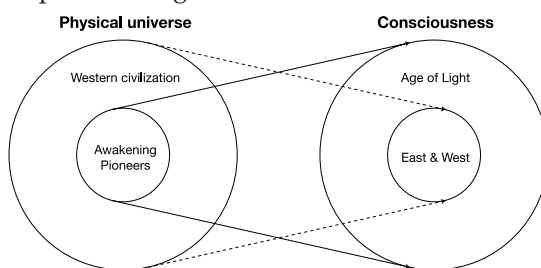 Physical universe
Consciousness
Western civilization
Age of Light
Awakening
Pioneers
East & West